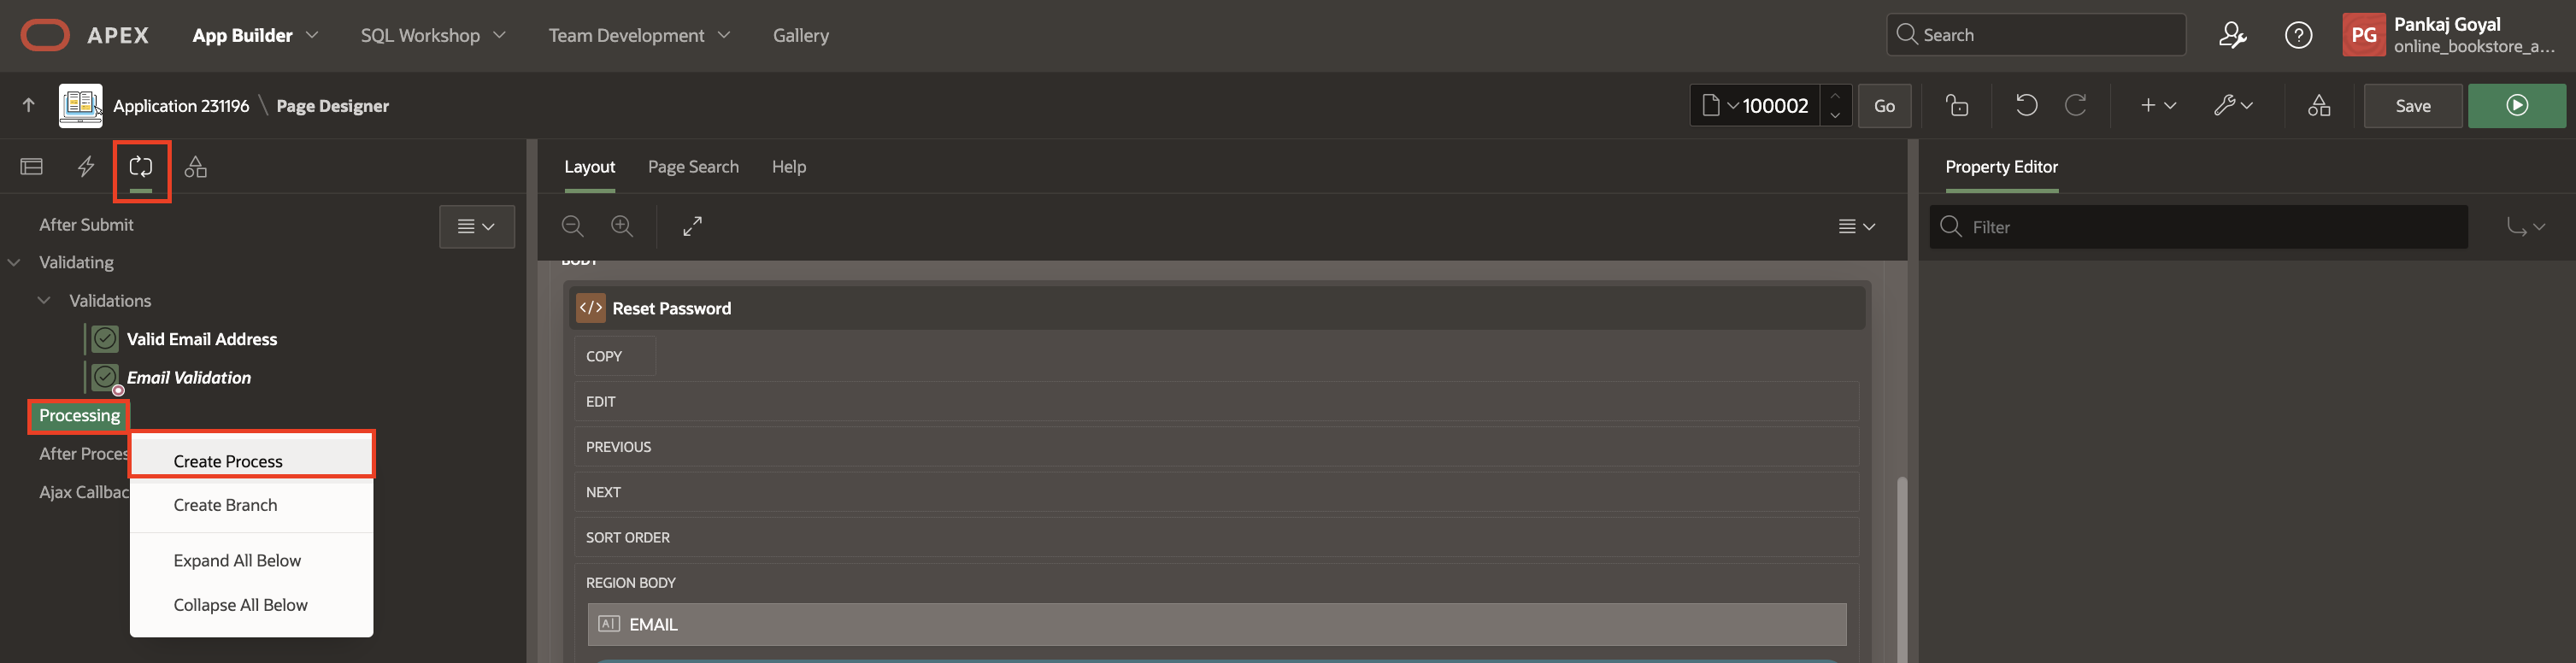 APEX App Builder SQL Workshop Team Development Gallery Search PG Pankaj Goyal
online_bookstore_a...
Application 231196 \ Page Designer 100002 Go Save
Layout Page Search Help Property Editor
After Submit
Filter
Validating
BODY
Validations
Reset Password
Valid Email Address
COPY
Email Validation
EDIT
Processing
PREVIOUS
After Proces
Create Process
Ajax Callbac
NEXT
Create Branch
SORT ORDER
Expand All Below
REGION BODY
Collapse All Below
EMAIL